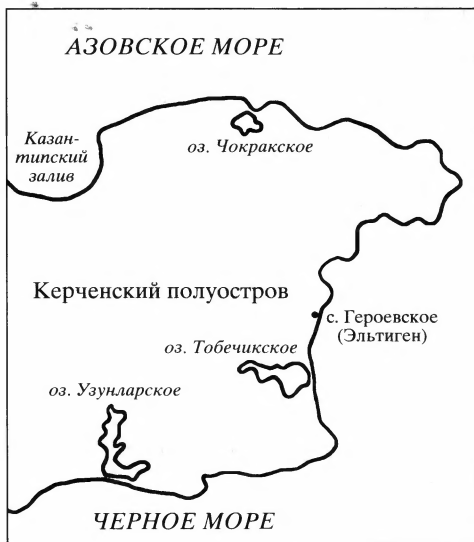 АЗОВСКОЕ МОРЕ
Казан-
типский
залив
оз. Чокракское
Керченский полуостров
с. Героевское
(Эльтиген)
оз. Тобечикское
оз. Узунларское
ЧЕРНОЕ МОРЕ